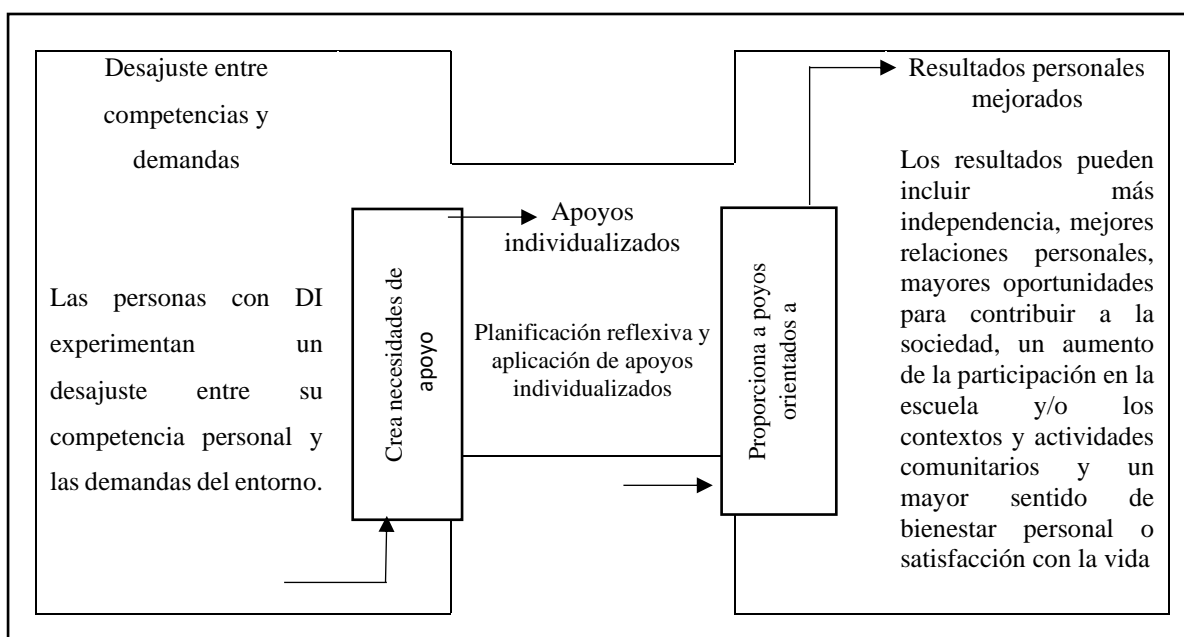 Desajuste entre
competencias y
demandas
Las personas con DI
experimentan un
desajuste entre su
competencia personal y
las demandas del entorno.
Crea necesidades de
apoyo
Apoyos
individualizados
Planificación reflexiva y
aplicación de apoyos
individualizados
Proporciona a poyos
orientados a
Resultados personales
mejorados
Los resultados pueden
incluir más
independencia, mejores
relaciones personales,
mayores oportunidades
para contribuir a la
sociedad, un aumento
de la participación en la
escuela y/o los
contextos y actividades
comunitarios y un
mayor sentido de
bienestar personal o
satisfacción con la vida